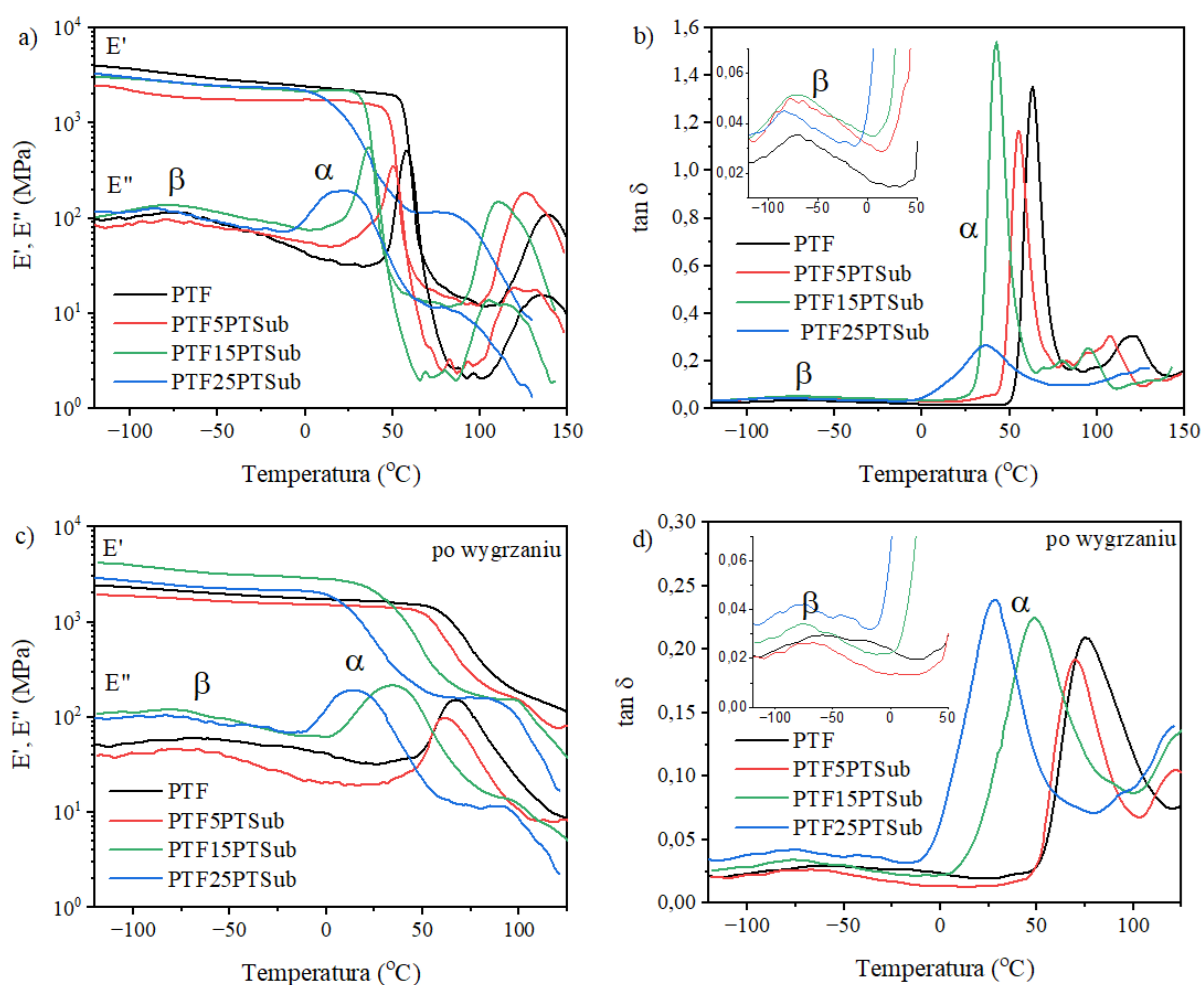 a)
E', E'' (MPa)
10⁴
10³
10²
10¹
10⁰
E'
E''
β
α
PTF
PTF5PTSub
PTF15PTSub
PTF25PTSub
−100 −50 0 50 100 150
Temperatura (°C)
b)
tan δ
1,6
1,4
1,2
1,0
0,8
0,6
0,4
0,2
0,0
0,06
0,04
0,02
−100 −50 0 50
β
α
β
PTF
PTF5PTSub
PTF15PTSub
PTF25PTSub
−100 −50 0 50 100 150
Temperatura (°C)
c)
po wygrzaniu
E', E'' (MPa)
10⁴
10³
10²
10¹
10⁰
E'
E''
β
α
PTF
PTF5PTSub
PTF15PTSub
PTF25PTSub
−100 −50 0 50 100
Temperatura (°C)
d)
po wygrzaniu
tan δ
0,30
0,25
0,20
0,15
0,10
0,05
0,00
0,06
0,04
0,02
0,00
−100 −50 0 50
β
α
PTF
PTF5PTSub
PTF15PTSub
PTF25PTSub
−100 −50 0 50 100
Temperatura (°C)